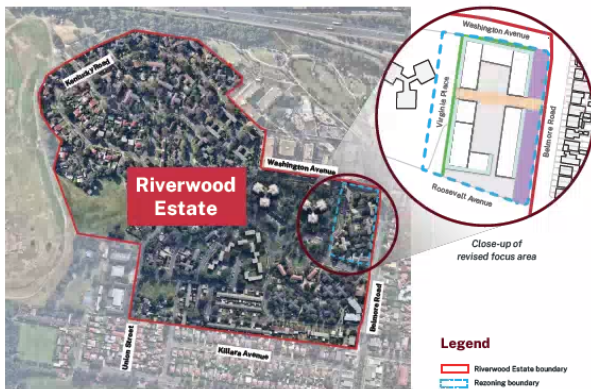 Kentucky Road
Washington Avenue
Riverwood
Estate
Union Street
Killara Avenue
Belmore Road
Washington Avenue
Virginia Place
Belmore Road
Roosevelt Avenue
Close-up of
revised focus area
Legend
Riverwood Estate boundary
Rezoning boundary